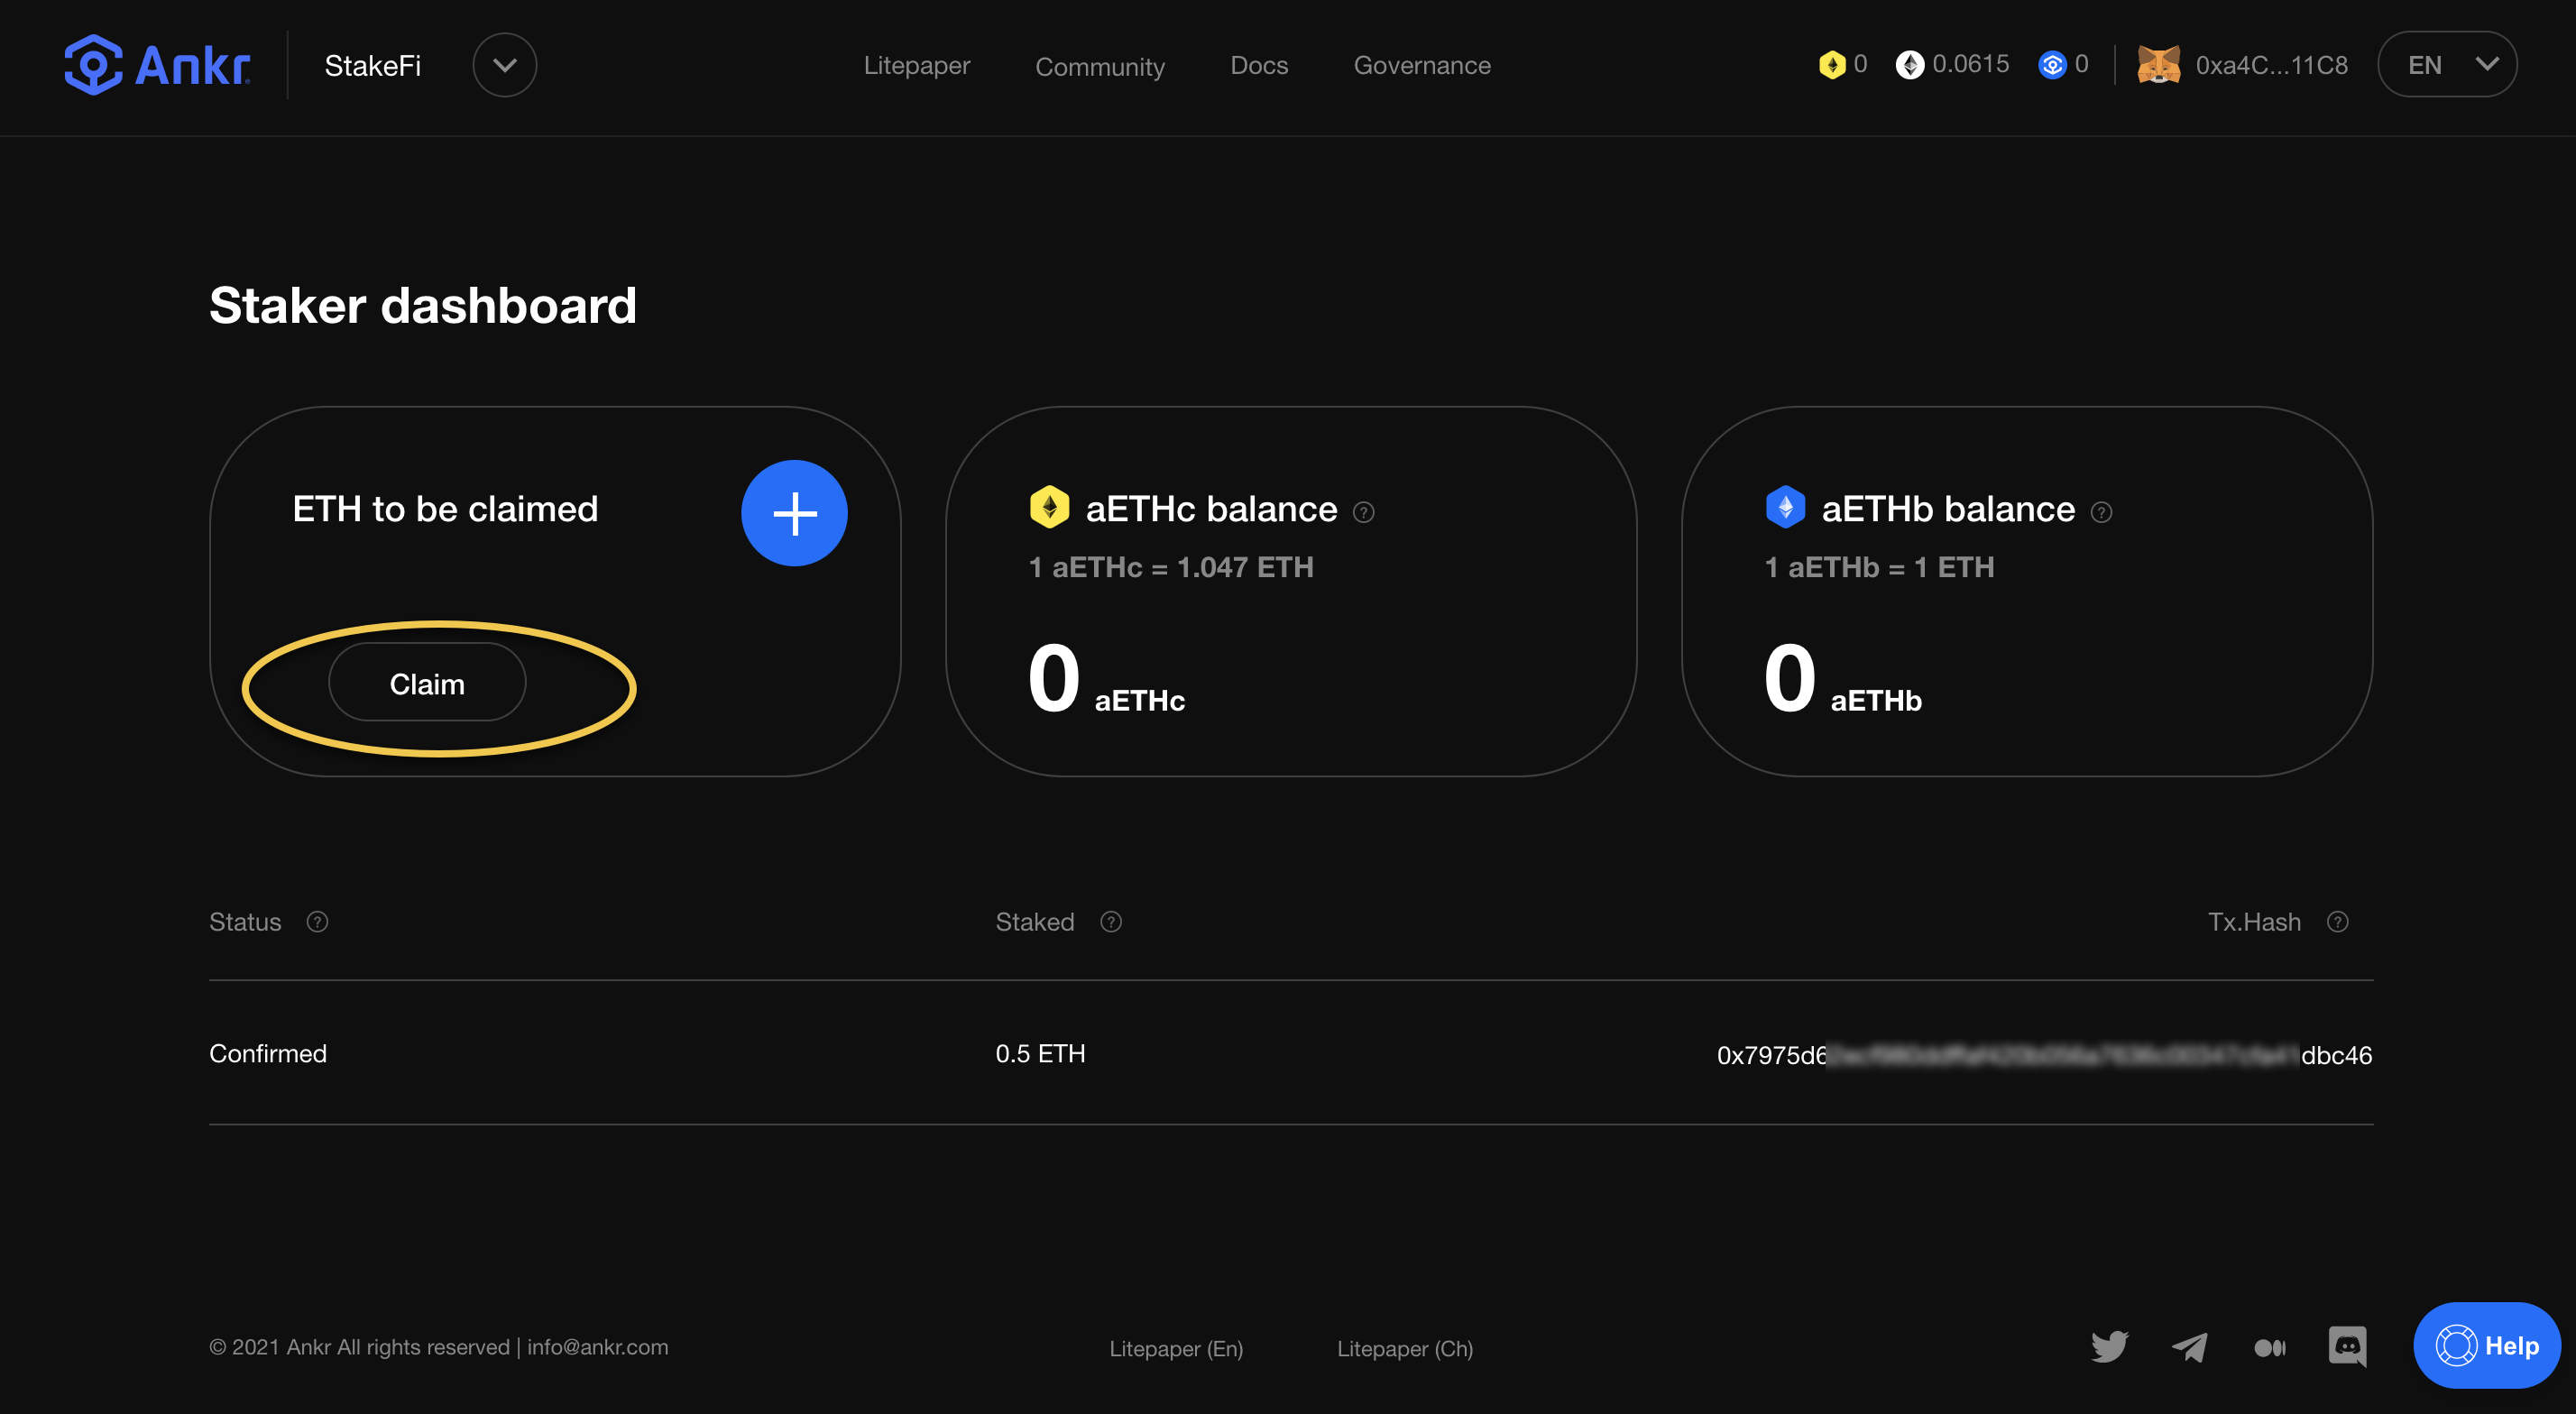 Ankr StakeFi Litepaper Community Docs Governance 0 0.0615 0 0xa4C...11C8 EN
Staker dashboard
ETH to be claimed
Claim
aETHc balance ?
1 aETHc = 1.047 ETH
0 aETHc
aETHb balance ?
1 aETHb = 1 ETH
0 aETHb
Status ? Staked ? Tx.Hash ?
Confirmed 0.5 ETH 0x7975d6 dbc46
© 2021 Ankr All rights reserved | info@ankr.com Litepaper (En) Litepaper (Ch) Help